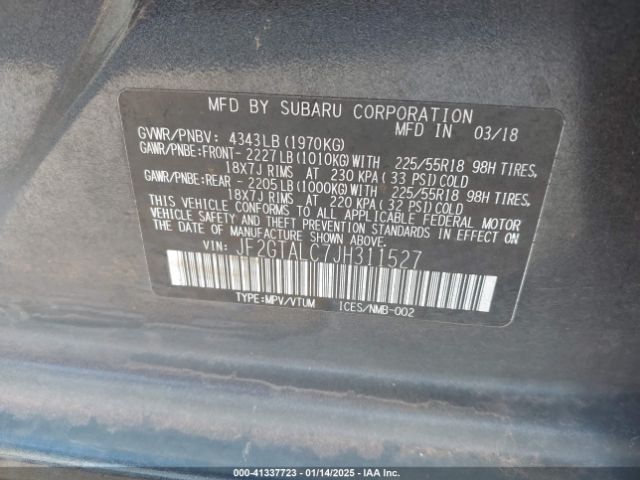 MFD BY SUBARU CORPORATION
MFD IN 03/18
GVWR/PNBV: 4343LB (1970KG)
GAWR/PNBE: FRONT- 2227LB (1010KG) WITH 225/55R18 98H TIRES,
18X7J RIMS AT 230 KPA (33 PSI) COLD
GAWR/PNBE: REAR - 2205LB (1000KG) WITH 225/55R18 98H TIRES,
18X7J RIMS AT 220 KPA (32 PSI) COLD
THIS VEHICLE CONFORMS TO ALL APPLICABLE FEDERAL MOTOR
VEHICLE SAFETY AND THEFT PREVENTION STANDARDS IN EFFECT ON
THE DATE OF MANUFACTURE SHOWN ABOVE.
VIN: JF2GTALC7JH311527
TYPE:MPV/VTUM ICES/NMB-002
000-41337723 - 01/14/2025 - IAA Inc.